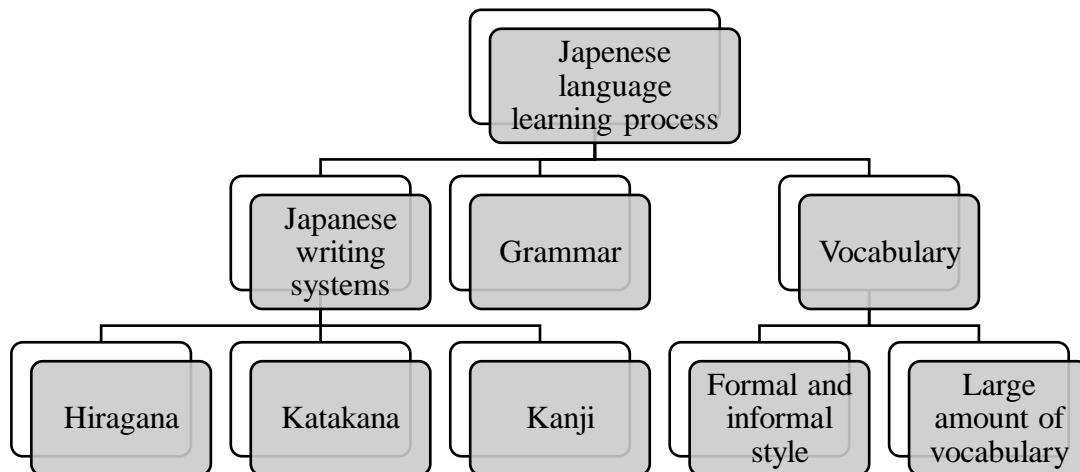 Japenese
language
learning process
Japanese
writing
systems
Grammar
Vocabulary
Hiragana
Katakana
Kanji
Formal and
informal
style
Large
amount of
vocabulary